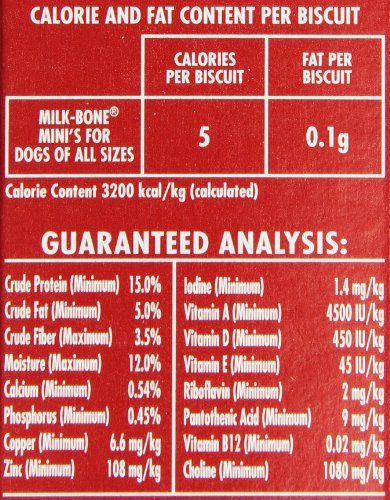 CALORIE AND FAT CONTENT PER BISCUIT
CALORIES PER BISCUIT
FAT PER BISCUIT
MILK-BONE® MINI'S FOR DOGS OF ALL SIZES
5
0.1g
Calorie Content 3200 kcal/kg (calculated)
GUARANTEED ANALYSIS:
Crude Protein (Minimum) 15.0%
Crude Fat (Minimum) 5.0%
Crude Fiber (Maximum) 3.5%
Moisture (Maximum) 12.0%
Calcium (Minimum) 0.54%
Phosphorus (Minimum) 0.45%
Copper (Minimum) 6.6 mg/kg
Zinc (Minimum) 108 mg/kg
Iodine (Minimum) 1.4 mg/kg
Vitamin A (Minimum) 4500 IU/kg
Vitamin D (Minimum) 450 IU/kg
Vitamin E (Minimum) 45 IU/kg
Riboflavin (Minimum) 2 mg/kg
Pantothenic Acid (Minimum) 9 mg/kg
Vitamin B12 (Minimum) 0.02 mg/kg
Choline (Minimum) 1080 mg/kg